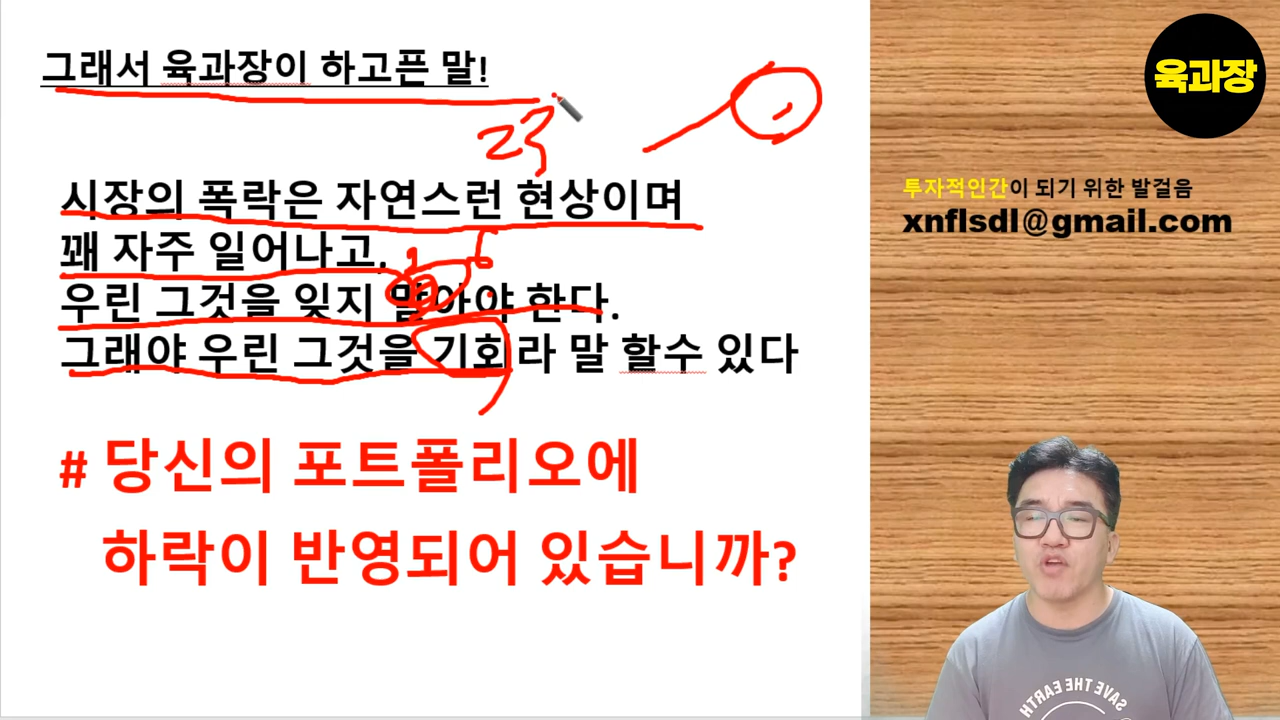 그래서 육과장이 하고픈 말!
시장의 폭락은 자연스런 현상이며
꽤 자주 일어나고.
우린 그것을 잊지 말아야 한다.
그래야 우린 그것을 기회라 말 할수 있다
# 당신의 포트폴리오에
하락이 반영되어 있습니까?
육과장
투자적인간이 되기 위한 발걸음
xnflsdl@gmail.com
SAVE THE EARTH